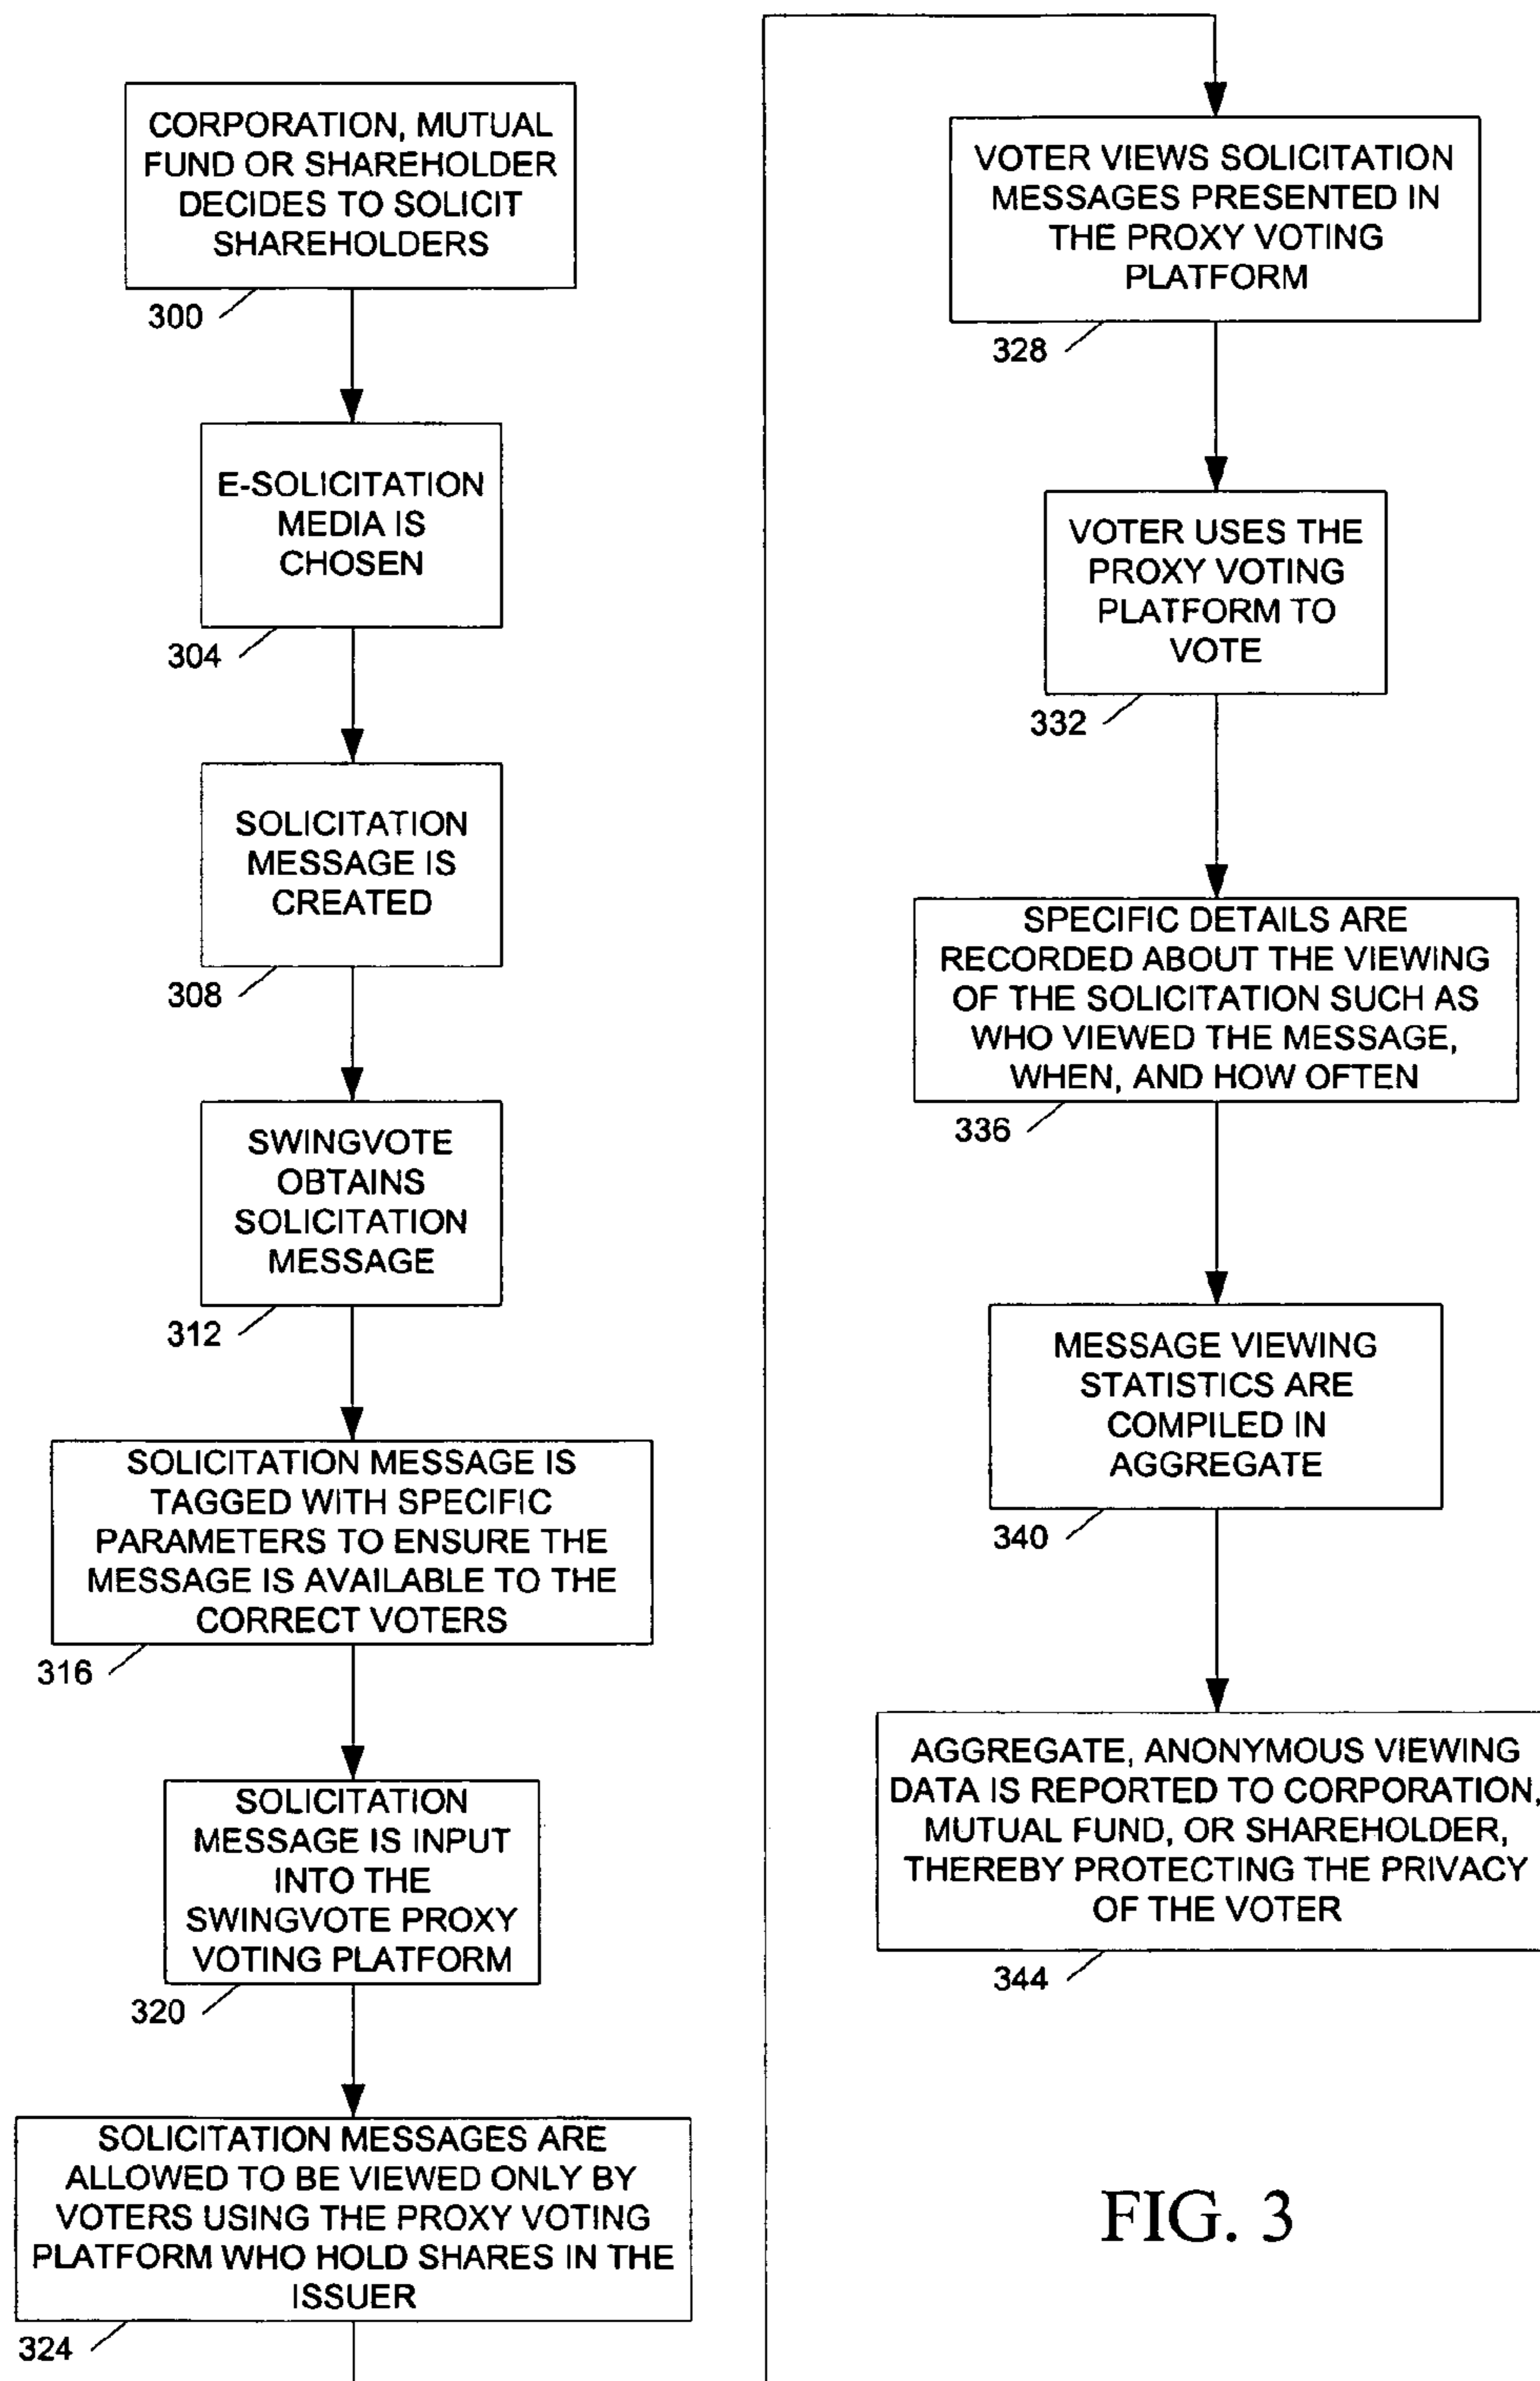 CORPORATION, MUTUAL
FUND OR SHAREHOLDER
DECIDES TO SOLICIT
SHAREHOLDERS
300
E-SOLICITATION
MEDIA IS
CHOSEN
304
SOLICITATION
MESSAGE IS
CREATED
308
SWINGVOTE
OBTAINS
SOLICITATION
MESSAGE
312
SOLICITATION MESSAGE IS
TAGGED WITH SPECIFIC
PARAMETERS TO ENSURE THE
MESSAGE IS AVAILABLE TO THE
CORRECT VOTERS
316
SOLICITATION
MESSAGE IS INPUT
INTO THE
SWINGVOTE PROXY
VOTING PLATFORM
320
SOLICITATION MESSAGES ARE
ALLOWED TO BE VIEWED ONLY BY
VOTERS USING THE PROXY VOTING
PLATFORM WHO HOLD SHARES IN THE
ISSUER
324
VOTER VIEWS SOLICITATION
MESSAGES PRESENTED IN
THE PROXY VOTING
PLATFORM
328
VOTER USES THE
PROXY VOTING
PLATFORM TO
VOTE
332
SPECIFIC DETAILS ARE
RECORDED ABOUT THE VIEWING
OF THE SOLICITATION SUCH AS
WHO VIEWED THE MESSAGE,
WHEN, AND HOW OFTEN
336
MESSAGE VIEWING
STATISTICS ARE
COMPILED IN
AGGREGATE
340
AGGREGATE, ANONYMOUS VIEWING
DATA IS REPORTED TO CORPORATION,
MUTUAL FUND, OR SHAREHOLDER,
THEREBY PROTECTING THE PRIVACY
OF THE VOTER
344
FIG. 3